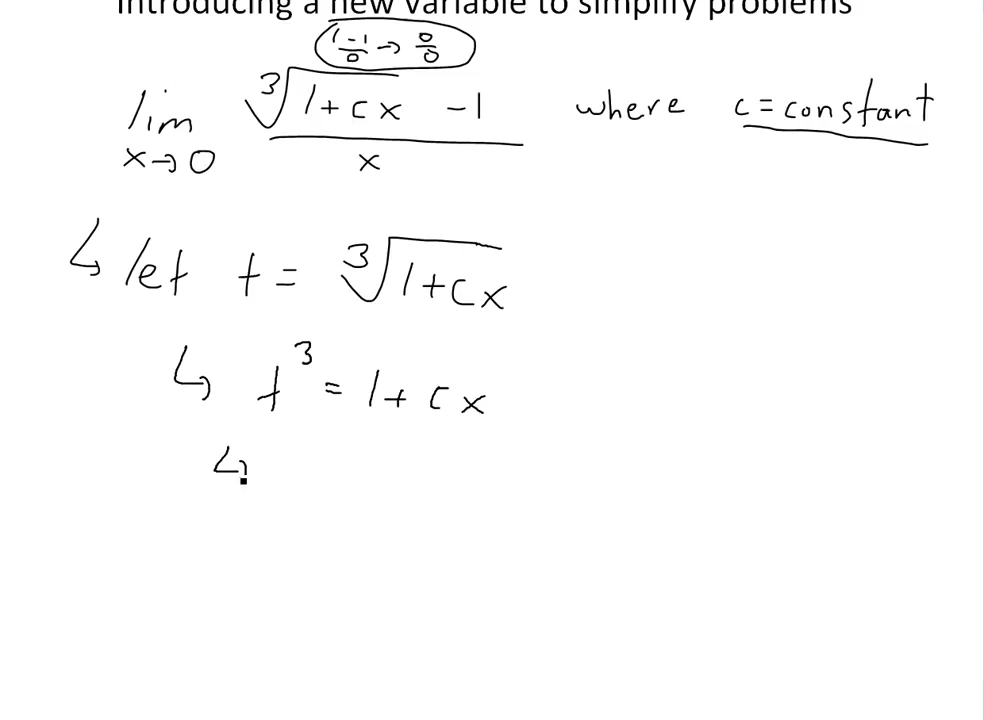 Introducing a new variable to simplify problems
1-1/0 → 0/0
lim x→0 ∛(1+cx) -1 / x where c = constant
↳ let t = ∛(1+cx)
↳ t³ = 1+cx
↳